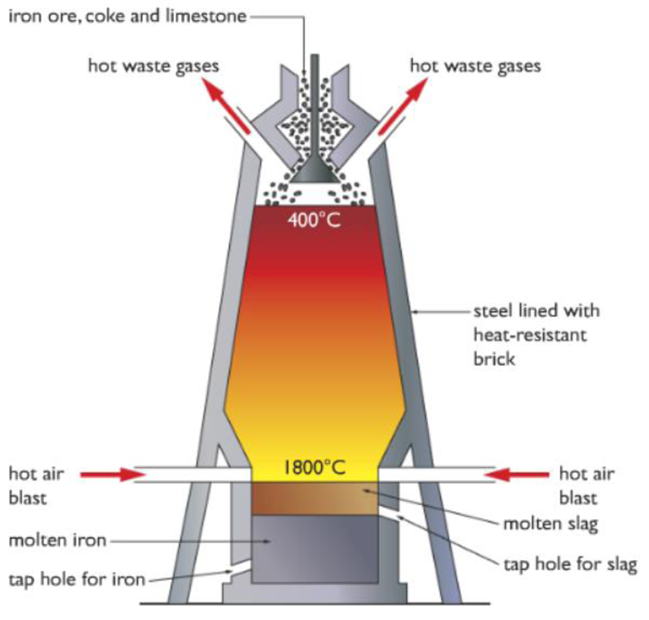 iron ore, coke and limestone
hot waste gases
hot waste gases
400°C
steel lined with
heat-resistant
brick
1800°C
hot air
blast
hot air
blast
molten slag
molten iron
tap hole for slag
tap hole for iron